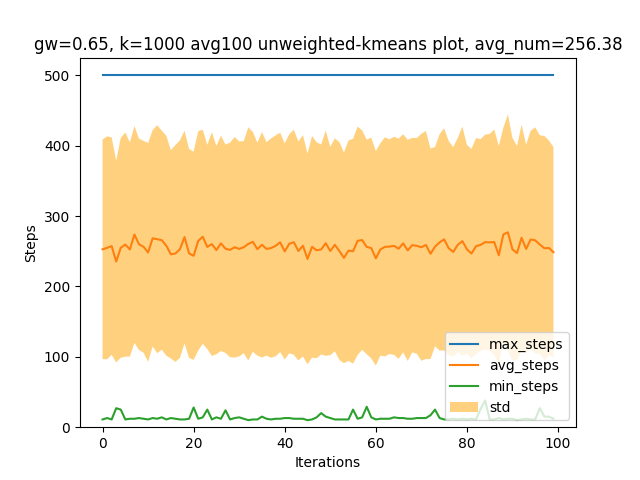 gw=0.65, k=1000 avg100 unweighted-kmeans plot, avg_num=256.38
500
400
300
200
100
0
Steps
0 20 40 60 80 100
Iterations
max_steps
avg_steps
min_steps
std